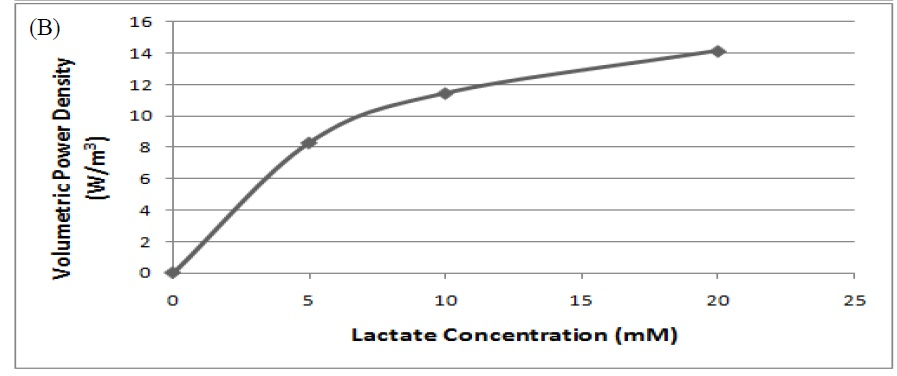 (B)
Volumetric Power Density
(W/m³)
16
14
12
10
8
6
4
2
0
0 5 10 15 20 25
Lactate Concentration (mM)